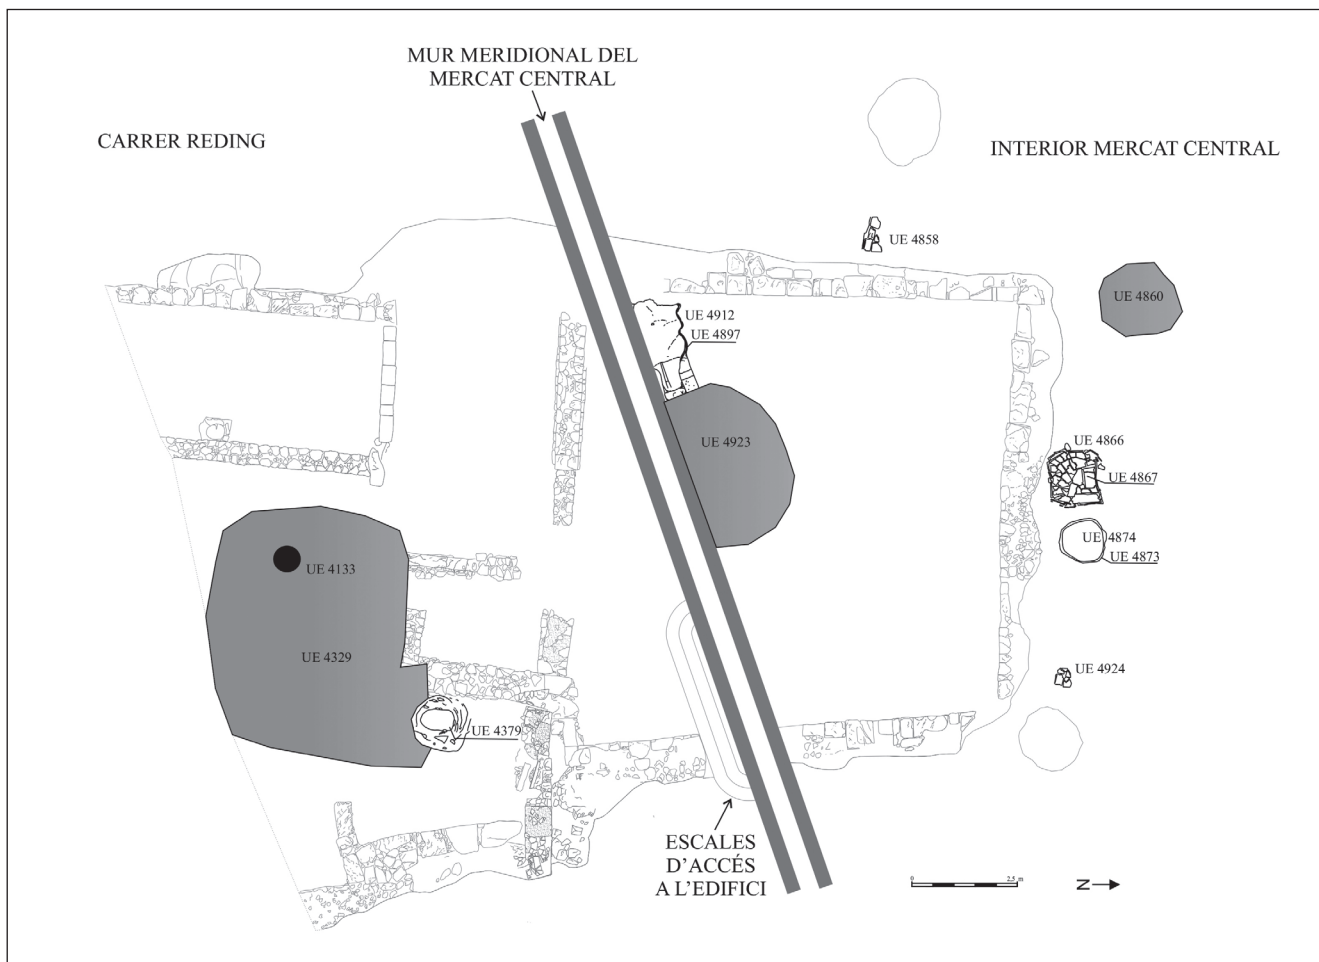 MUR MERIDIONAL DEL
MERCAT CENTRAL
CARRER REDING
INTERIOR MERCAT CENTRAL
UE 4858
UE 4860
UE 4912
UE 4897
UE 4923
UE 4866
UE 4867
UE 4874
UE 4873
UE 4133
UE 4329
UE 4924
UE 4379
ESCALES
D’ACCÉS
A L’EDIFICI
0 2,5 m
N